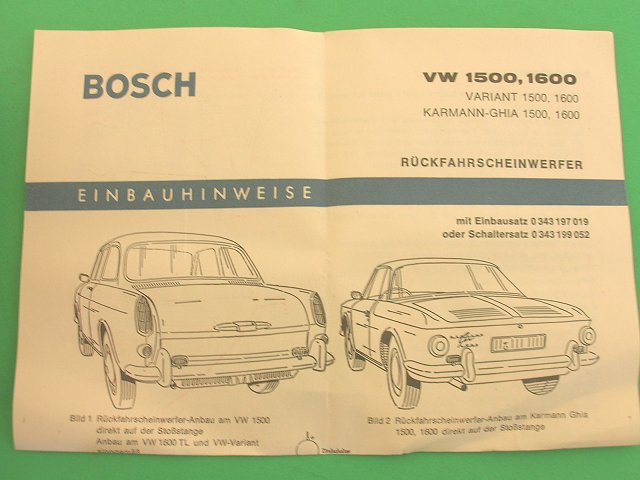 BOSCH
VW 1500, 1600
VARIANT 1500, 1600
KARMANN-GHIA 1500, 1600
RÜCKFAHRSCHEINWERFER
EINBAUHINWEISE
mit Einbausatz 0 343 197 019
oder Schaltersatz 0 343 199 052
Bild 1 Rückfahrscheinwerfer-Anbau am VW 1500
direkt auf der Stoßstange
Anbau am VW 1600 TL und VW-Variant
Bild 2 Rückfahrscheinwerfer-Anbau am Karmann Ghia
1500, 1600 direkt auf der Stoßstange